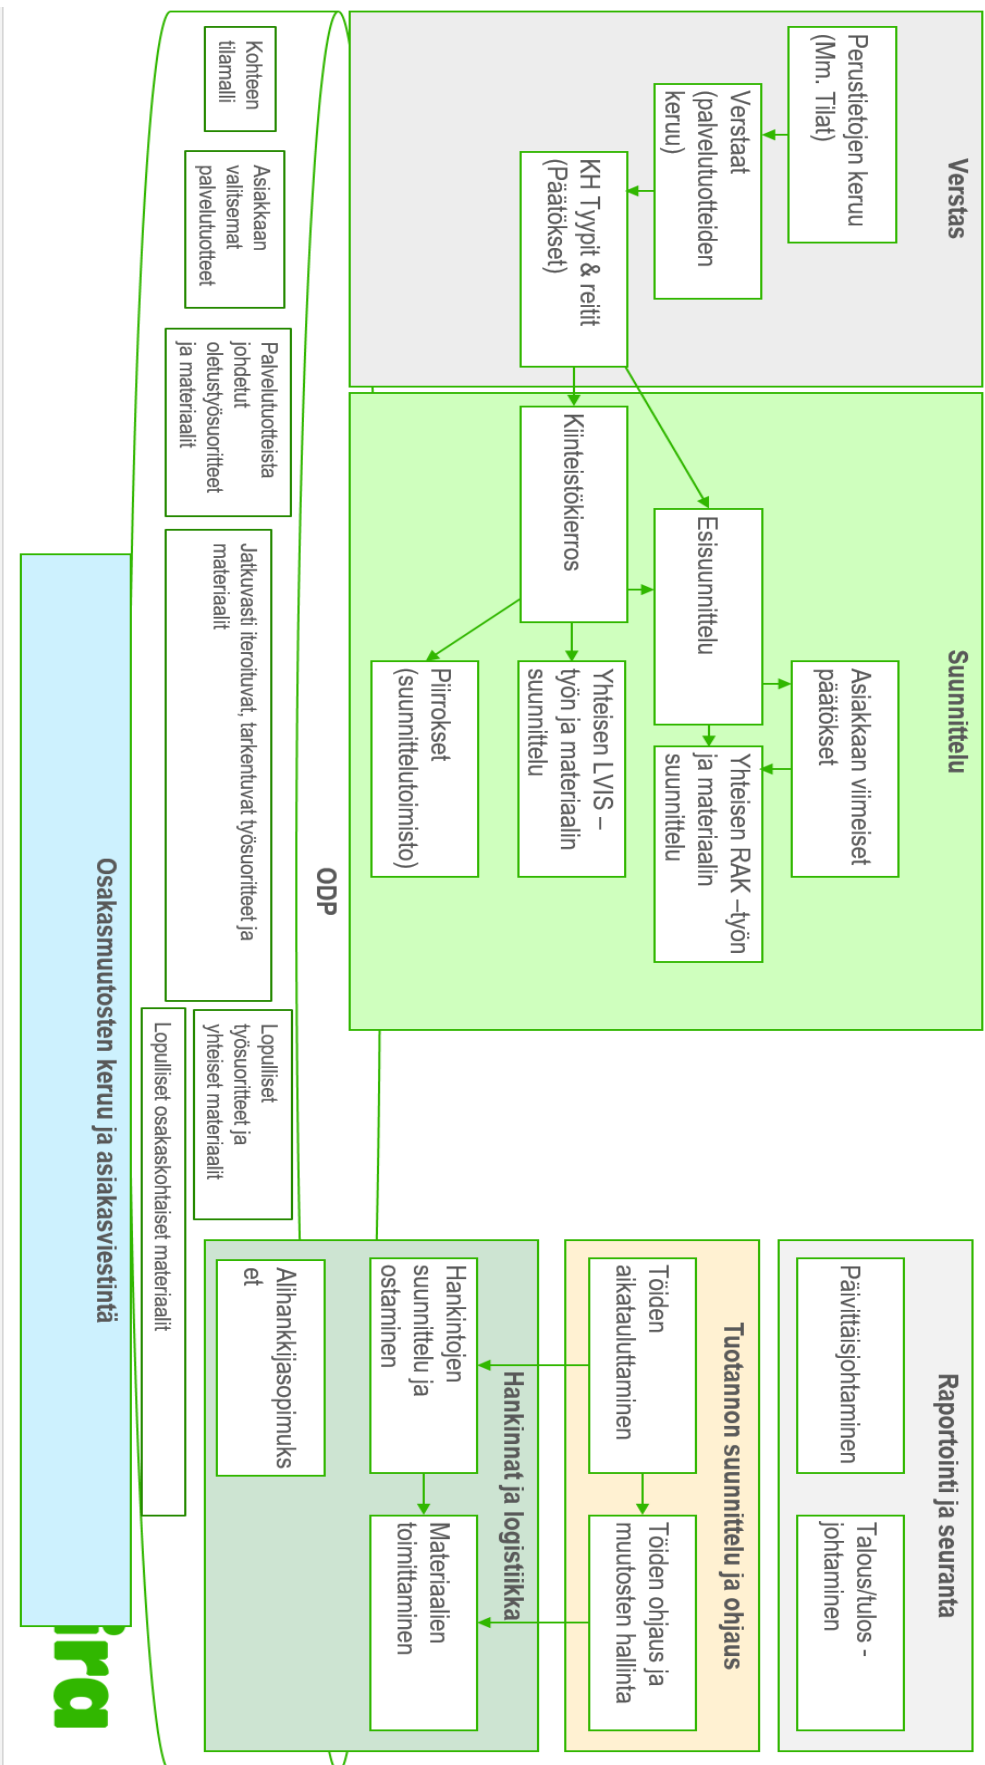 Verstas
Perustietojen keruu
(Mm. Tilat)
Verstaat
(palvelutuotteiden
keruu)
KH Tyypit & reitit
(Päätökset)
Suunnittelu
Asiakkaan viimeiset
päätökset
Esisuunnittelu
Yhteisen RAK –työn
ja materiaalin
suunnittelu
Kiinteistökierros
Yhteisen LVIS –
työn ja materiaalin
suunnittelu
Piirrokset
(suunnittelutoimisto)
Raportointi ja seuranta
Päivittäisjohtaminen
Talous/tulos -
johtaminen
Tuotannon suunnittelu ja ohjaus
Töiden
aikatauluttaminen
Töiden ohjaus ja
muutosten hallinta
Hankinnat ja logistiikka
Hankintojen
suunnittelu ja
ostaminen
Materiaalien
toimittaminen
Alihankkijasopimuks
et
ODP
Kohteen
tilamalli
Asiakkaan
valitsemat
palvelutuotteet
Palvelutuotteista
johdetut
oletustyösuoritteet
ja materiaalit
Jatkuvasti iteroituvat, tarkentuvat työsuoritteet ja
materiaalit
Lopulliset
työsuoritteet ja
yhteiset materiaalit
Lopulliset osakaskohtaiset materiaalit
Osakasmuutosten keruu ja asiakasviestintä